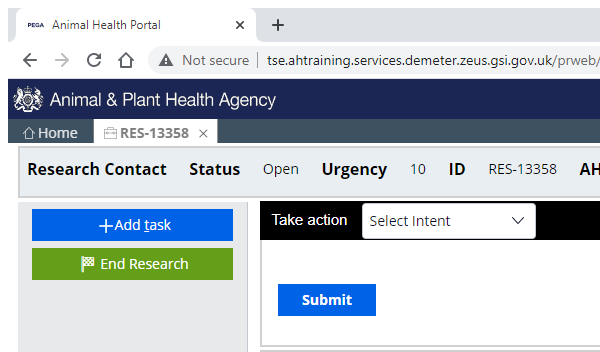 PEGA Animal Health Portal
Not secure tse.ahtraining.services.demeter.zeus.gsi.gov.uk/prweb/
Animal & Plant Health Agency
Home RES-13358
Research Contact Status Open Urgency 10 ID RES-13358 AH
Add task Take action Select Intent
End Research
Submit